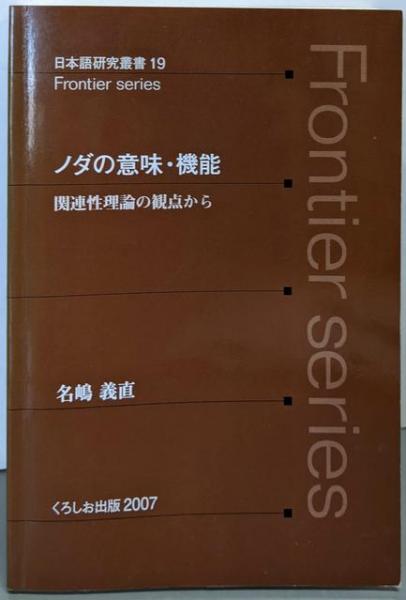 日本語研究叢書 19
Frontier series
ノダの意味・機能
関連性理論の観点から
名嶋 義直
くろしお出版 2007
Frontier series